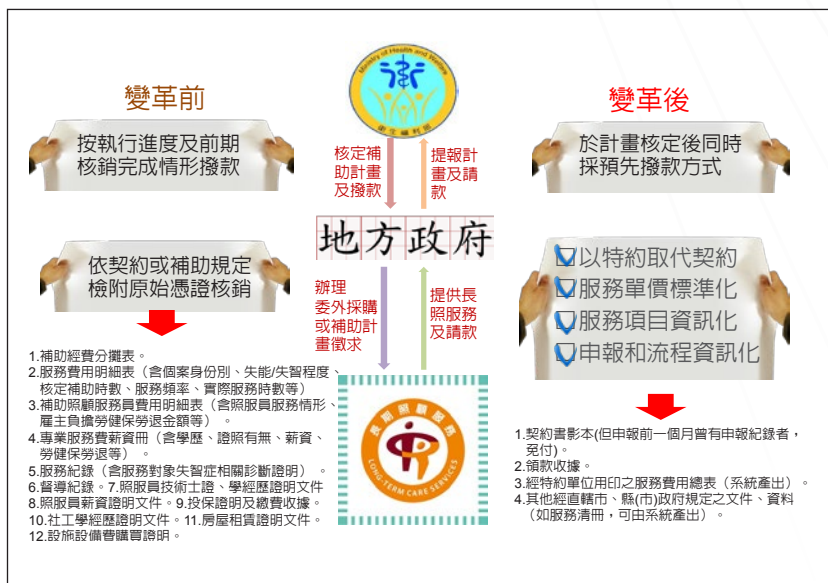 變革前
按執行進度及前期
核銷完成情形撥款
依契約或補助規定
檢附原始憑證核銷
1.補助經費分攤表。
2.服務費用明細表（含個案身份別、失能/失智程度、
核定補助時數、服務頻率、實際服務時數等）
3.補助照顧服務員費用明細表（含照服員服務情形、
雇主負擔勞健保勞退金額等）。
4.專業服務費薪資冊（含學歷、證照有無、薪資、
勞健保勞退等）。
5.服務紀錄（含服務對象失智症相關診斷證明）。
6.督導紀錄。7.照服員技術士證、學經歷證明文件
8.照服員薪資證明文件。9.投保證明及繳費收據。
10.社工學經歷證明文件。11.房屋租賃證明文件。
12.設施設備費購買證明。
Ministry of Health and Welfare
衛生福利部
核定補
助計畫
及撥款
提報計
畫及請
款
地方政府
辦理
委外採購
或補助計
畫徵求
提供長
照服務
及請款
長期照顧服務
LONG-TERM CARE SERVICES
變革後
於計畫核定後同時
採預先撥款方式
以特約取代契約
服務單價標準化
服務項目資訊化
申報和流程資訊化
1.契約書影本(但申報前一個月曾有申報紀錄者，
免付)。
2.領款收據。
3.經特約單位用印之服務費用總表（系統產出）。
4.其他經直轄市、縣(市)政府規定之文件、資料
（如服務清冊，可由系統產出）。